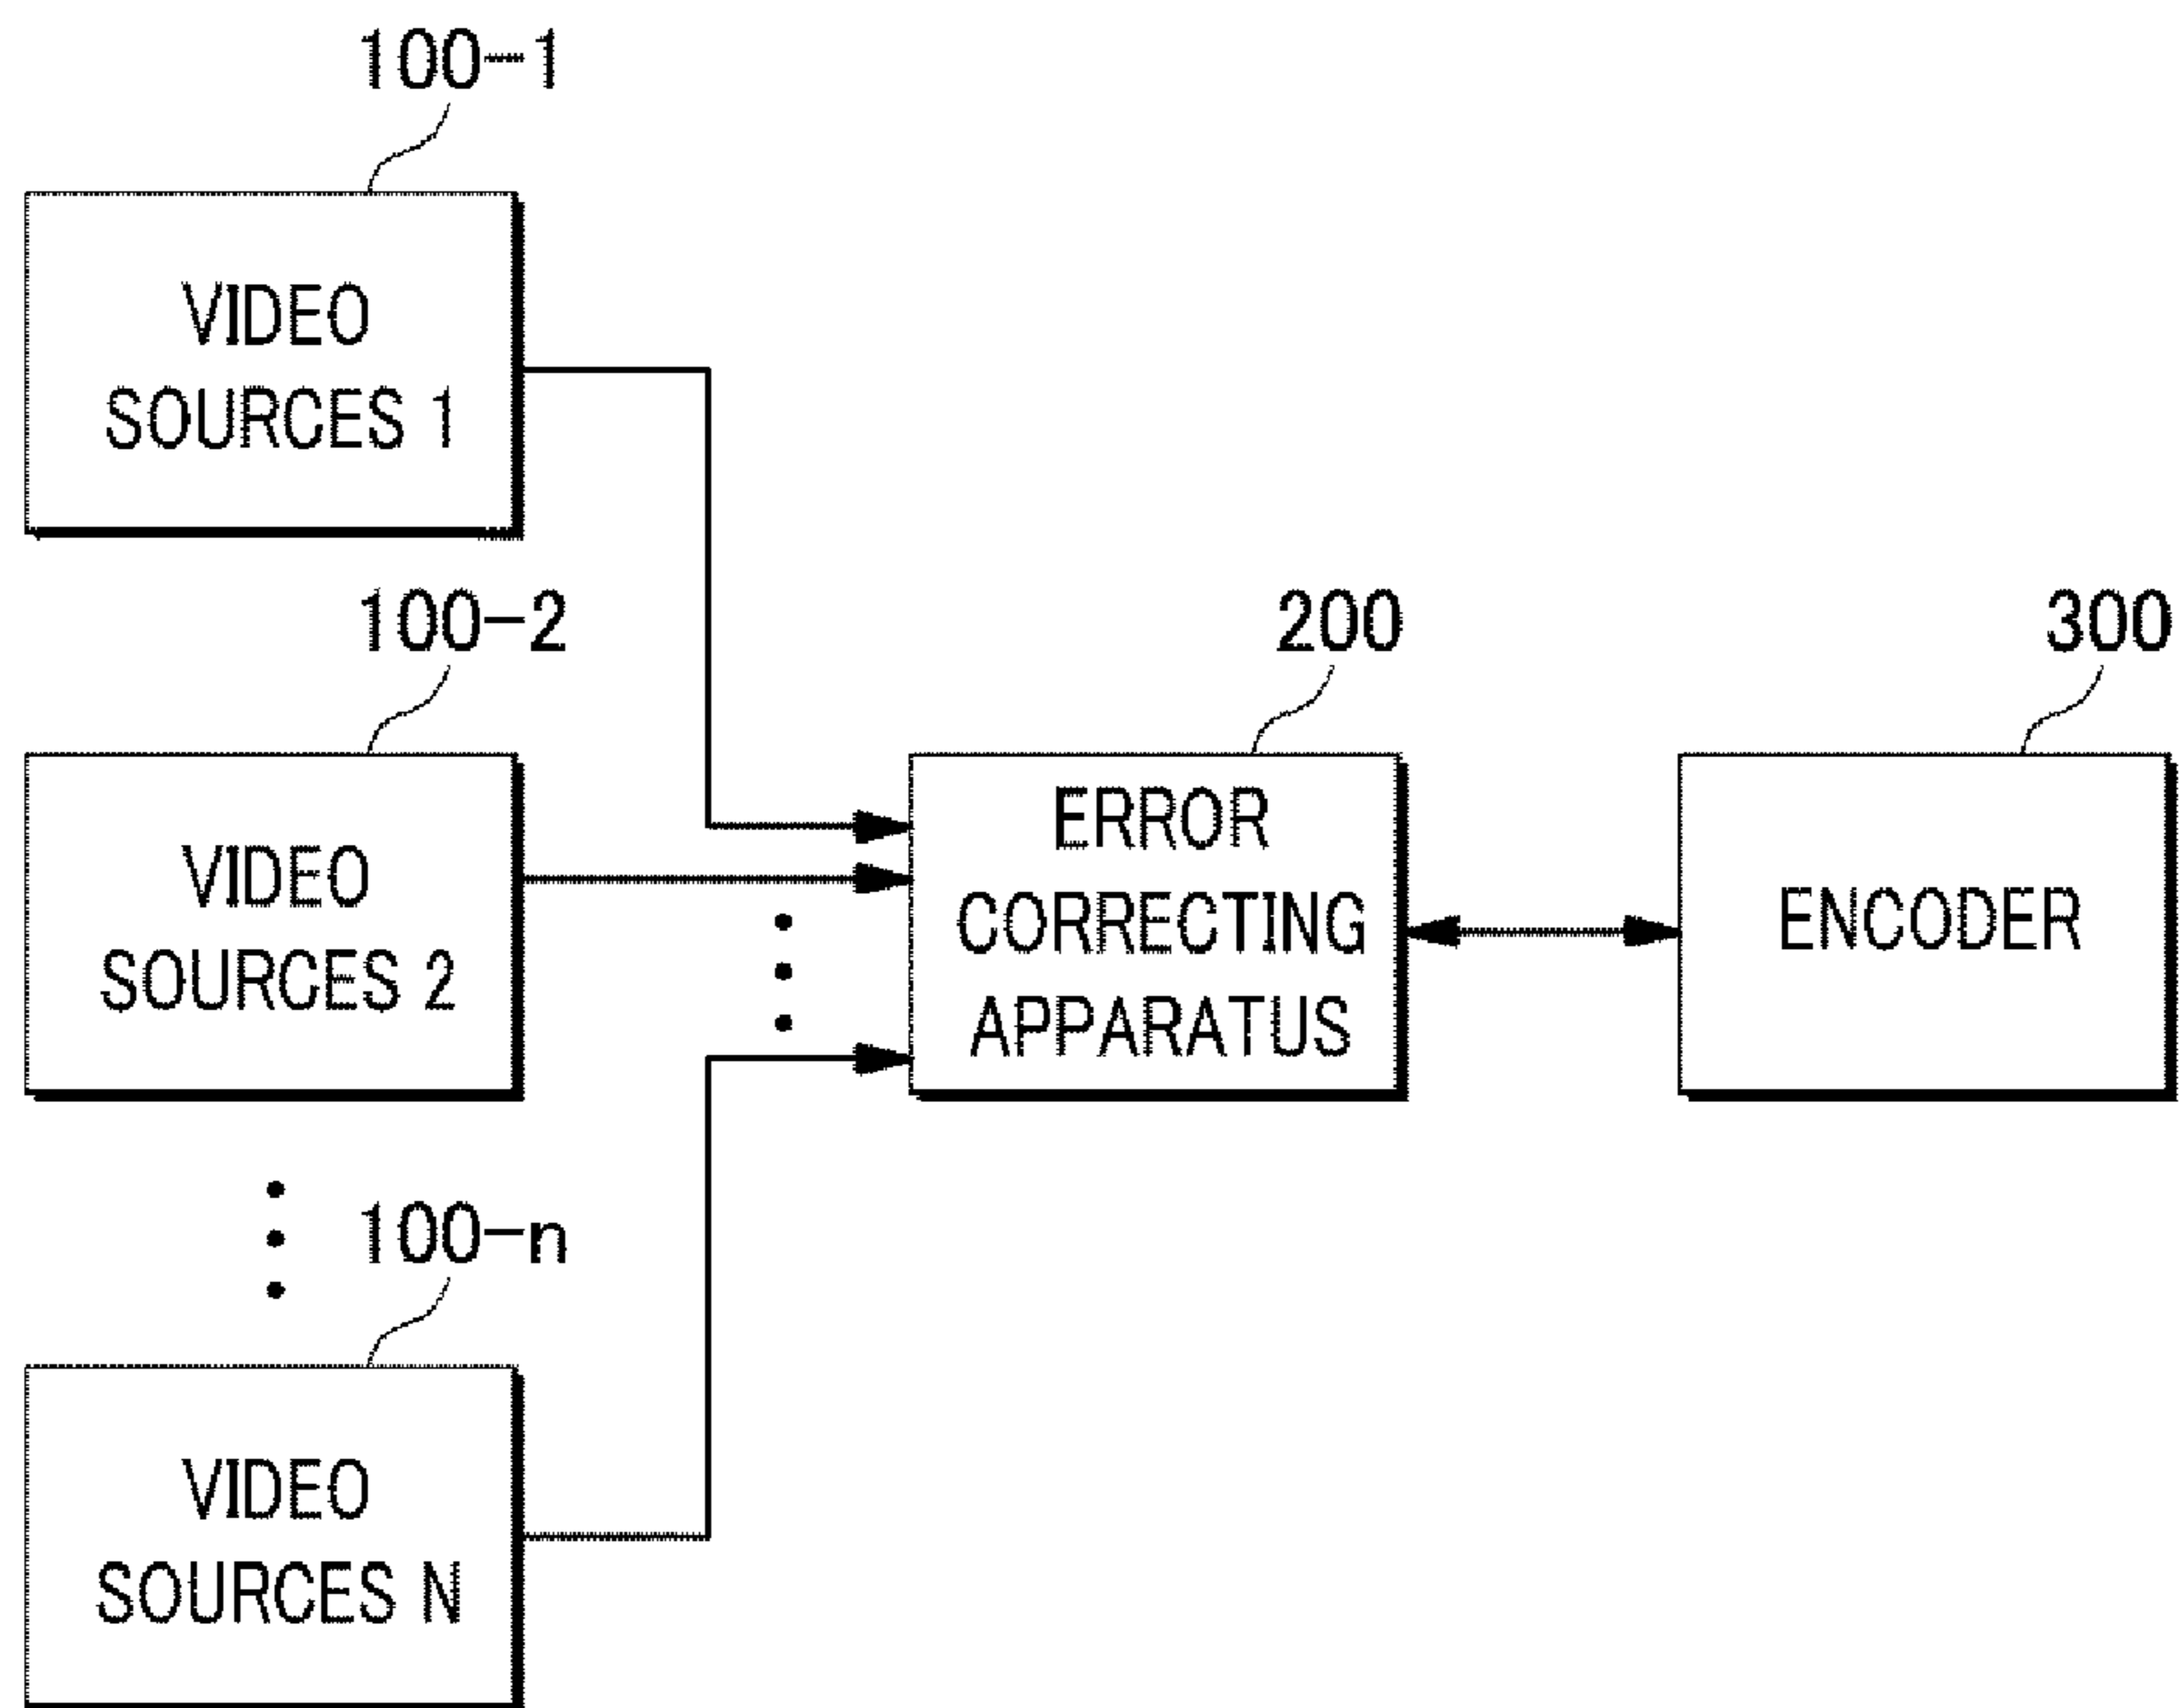 100-1
VIDEO
SOURCES 1
100-2
VIDEO
SOURCES 2
200
ERROR
CORRECTING
APPARATUS
300
ENCODER
100-n
VIDEO
SOURCES N